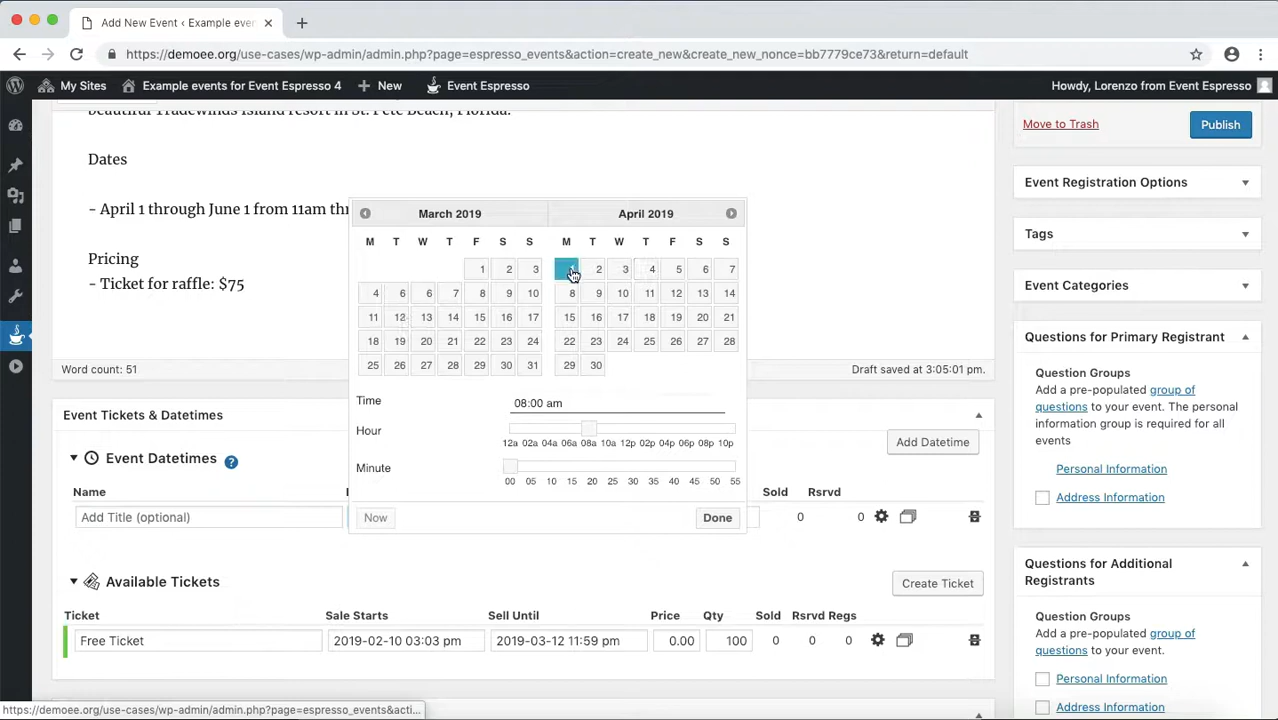 Add New Event ‹ Example even
https://demoee.org/use-cases/wp-admin/admin.php?page=espresso_events&action=create_new&create_new_nonce=bb7779ce73&return=default
My Sites Example events for Event Espresso 4 New Event Espresso Howdy, Lorenzo from Event Espresso
beautiful Tradewinds Island resort in St. Pete Beach, Florida.
Dates
- April 1 through June 1 from 11am thr
Pricing
- Ticket for raffle: $75
Word count: 51 Draft saved at 3:05:01 pm.
March 2019 April 2019
M T W T F S S M T W T F S S
1 2 3 1 2 3 4 5 6 7
4 6 6 7 8 9 10 8 9 10 11 12 13 14
11 12 13 14 15 16 17 15 16 17 18 19 20 21
18 19 20 21 22 23 24 22 23 24 25 26 27 28
25 26 27 28 29 30 31 29 30
Time 08:00 am
Hour
12a 02a 04a 06a 08a 10a 12p 02p 04p 06p 08p 10p
Minute
00 05 10 15 20 25 30 35 40 45 50 55
Now Done
Event Tickets & Datetimes
Event Datetimes ? Add Datetime
Name Sold Rsrvd
Add Title (optional) 0 0
Available Tickets Create Ticket
Ticket Sale Starts Sell Until Price Qty Sold Rsrvd Regs
Free Ticket 2019-02-10 03:03 pm 2019-03-12 11:59 pm 0.00 100 0 0 0
Move to Trash Publish
Event Registration Options
Tags
Event Categories
Questions for Primary Registrant
Question Groups
Add a pre-populated group of
questions to your event. The personal
information group is required for all
events
Personal Information
Address Information
Questions for Additional
Registrants
Question Groups
Add a pre-populated group of
questions to your event.
Personal Information
Address Information
https://demoee.org/use-cases/wp-admin/admin.php?page=espresso_events&acti...